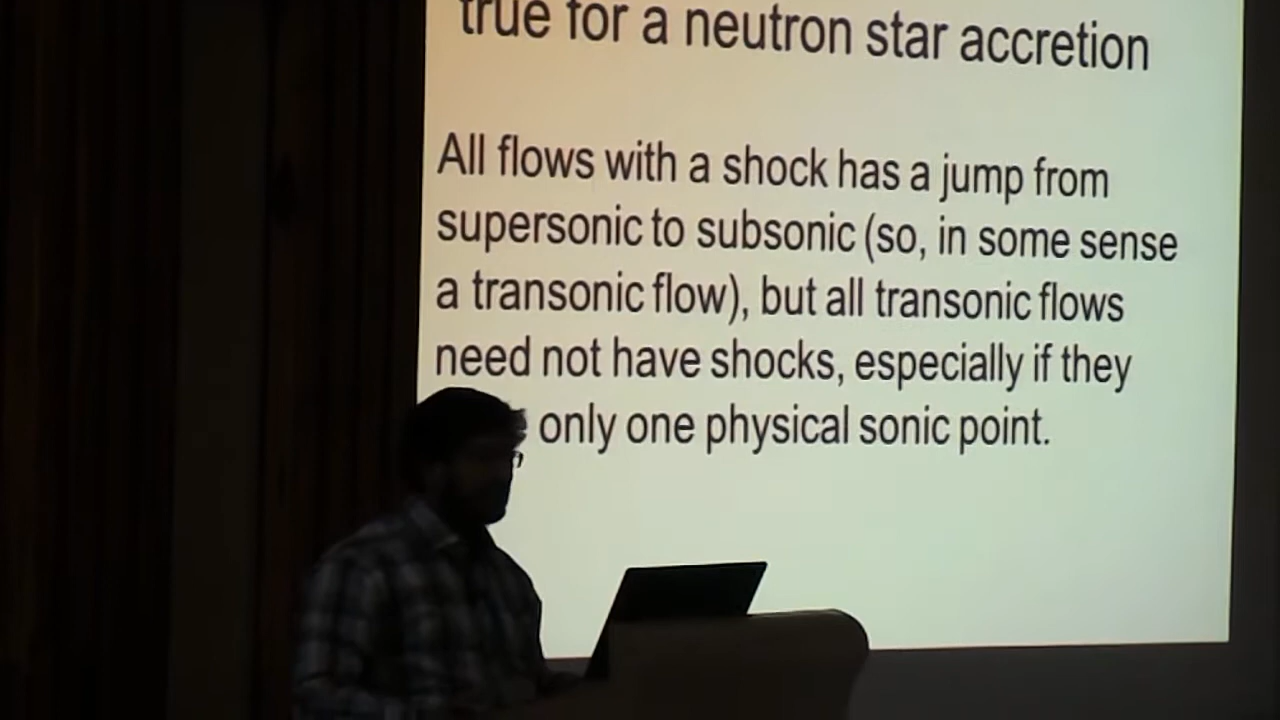 true for a neutron star accretion
All flows with a shock has a jump from
supersonic to subsonic (so, in some sense
a transonic flow), but all transonic flows
need not have shocks, especially if they
only one physical sonic point.